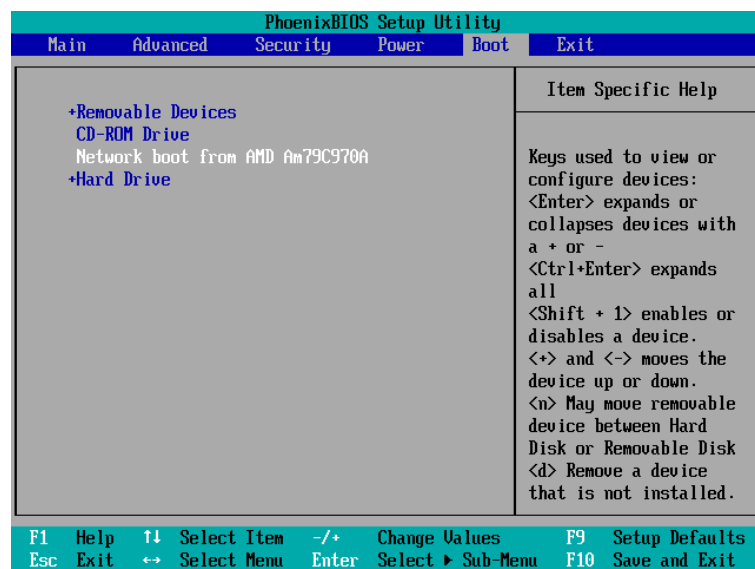 PhoenixBIOS Setup Utility
Main Advanced Security Power Boot Exit
Item Specific Help
+Removable Devices
CD-ROM Drive
Network boot from AMD Am79C970A
+Hard Drive
Keys used to view or
configure devices:
<Enter> expands or
collapses devices with
a + or -
<Ctrl+Enter> expands
all
<Shift + 1> enables or
disables a device.
<+> and <-> moves the
device up or down.
<n> May move removable
device between Hard
Disk or Removable Disk
<d> Remove a device
that is not installed.
F1 Help ↑↓ Select Item -/+ Change Values F9 Setup Defaults
Esc Exit ↔ Select Menu Enter Select ▶ Sub-Menu F10 Save and Exit